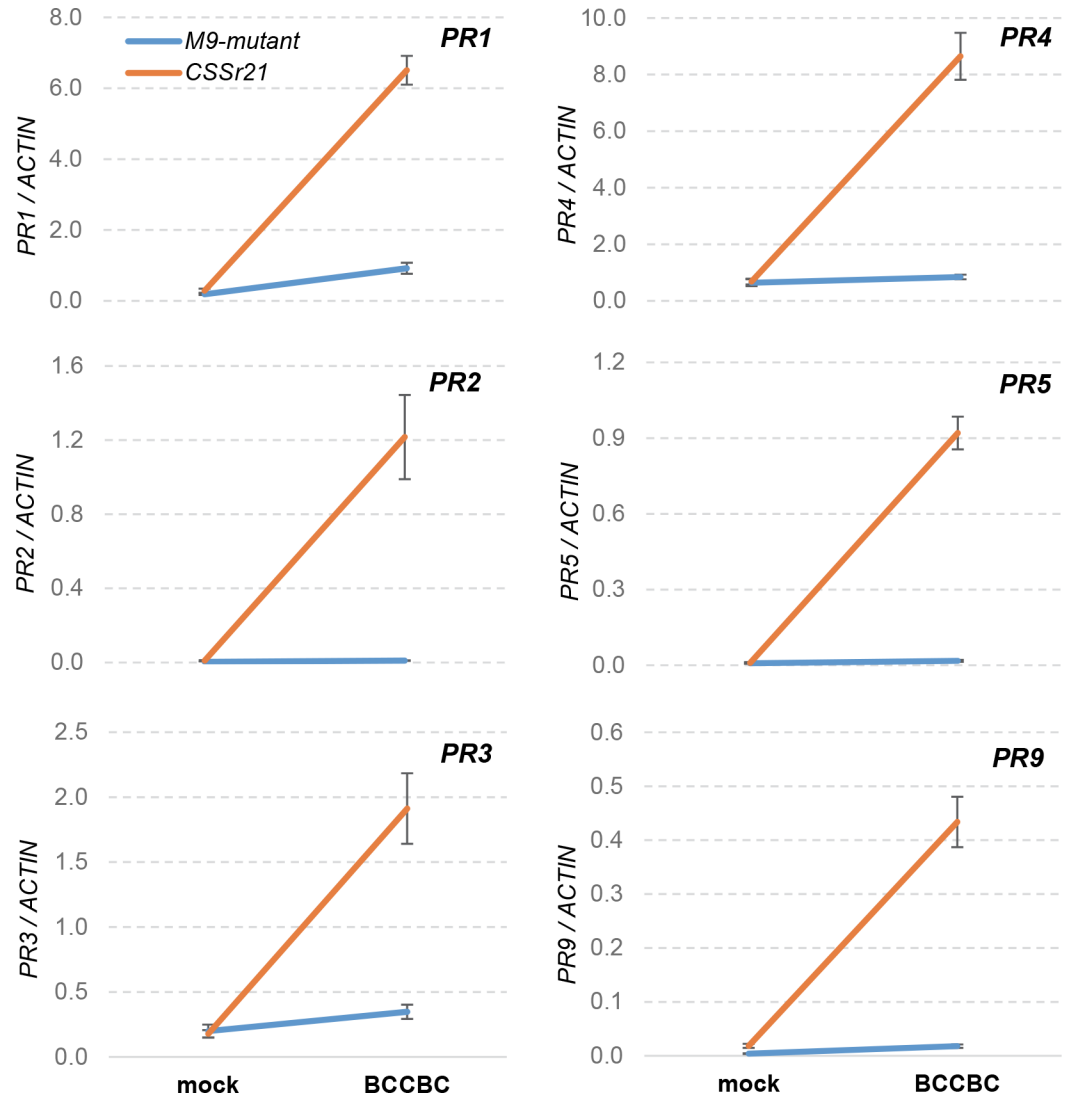 PR1
M9-mutant
CSSr21
8.0
6.0
4.0
2.0
0.0
PR1 / ACTIN
PR4
10.0
8.0
6.0
4.0
2.0
0.0
PR4 / ACTIN
PR2
1.6
1.2
0.8
0.4
0.0
PR2 / ACTIN
PR5
1.2
0.9
0.6
0.3
0.0
PR5 / ACTIN
PR3
2.5
2.0
1.5
1.0
0.5
0.0
PR3 / ACTIN
mock BCCBC
PR9
0.6
0.5
0.4
0.3
0.2
0.1
0.0
PR9 / ACTIN
mock BCCBC